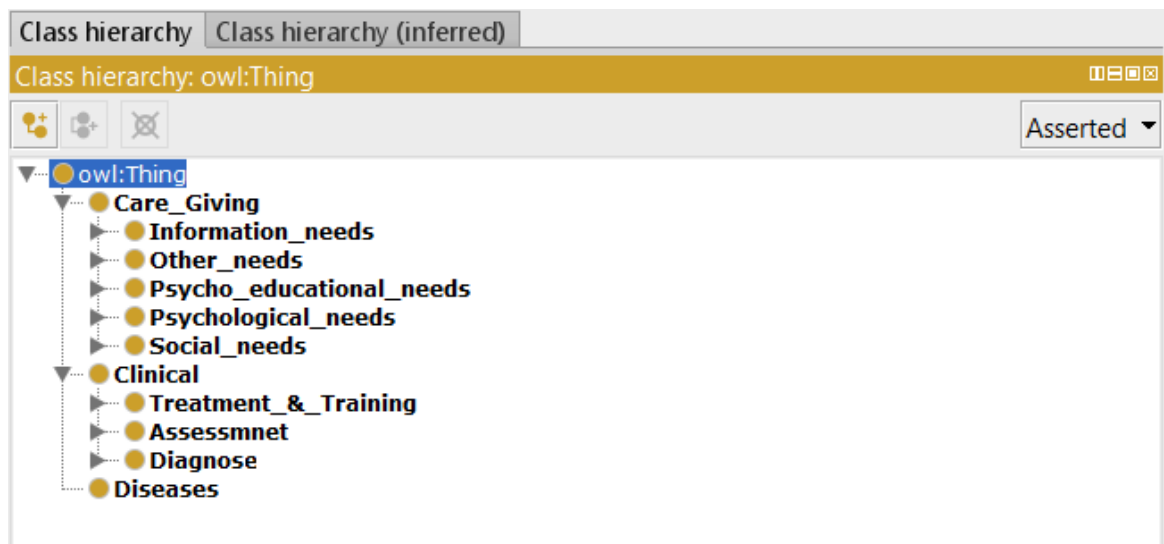 Class hierarchy Class hierarchy (inferred)
Class hierarchy: owl:Thing
Asserted
owl:Thing
Care_Giving
Information_needs
Other_needs
Psycho_educational_needs
Psychological_needs
Social_needs
Clinical
Treatment_&_Training
Assessmnet
Diagnose
Diseases